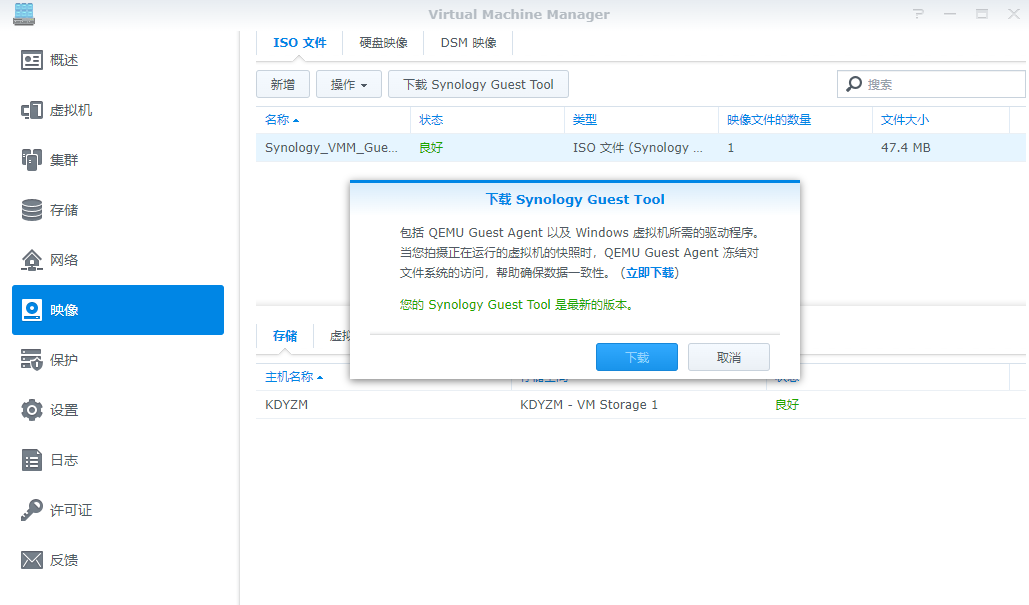 Virtual Machine Manager
概述
虚拟机
集群
存储
网络
映像
保护
设置
日志
许可证
反馈
ISO 文件 硬盘映像 DSM 映像
新增 操作 下载 Synology Guest Tool 搜索
名称 状态 类型 映像文件的数量 文件大小
Synology_VMM_Gue... 良好 ISO 文件 (Synology ... 1 47.4 MB
下载 Synology Guest Tool
包括 QEMU Guest Agent 以及 Windows 虚拟机所需的驱动程序。
当您拍摄正在运行的虚拟机的快照时，QEMU Guest Agent 冻结对
文件系统的访问，帮助确保数据一致性。（立即下载）
您的 Synology Guest Tool 是最新的版本。
下载 取消
存储 虚拟
主机名称 存储空间 状态
KDYZM KDYZM - VM Storage 1 良好